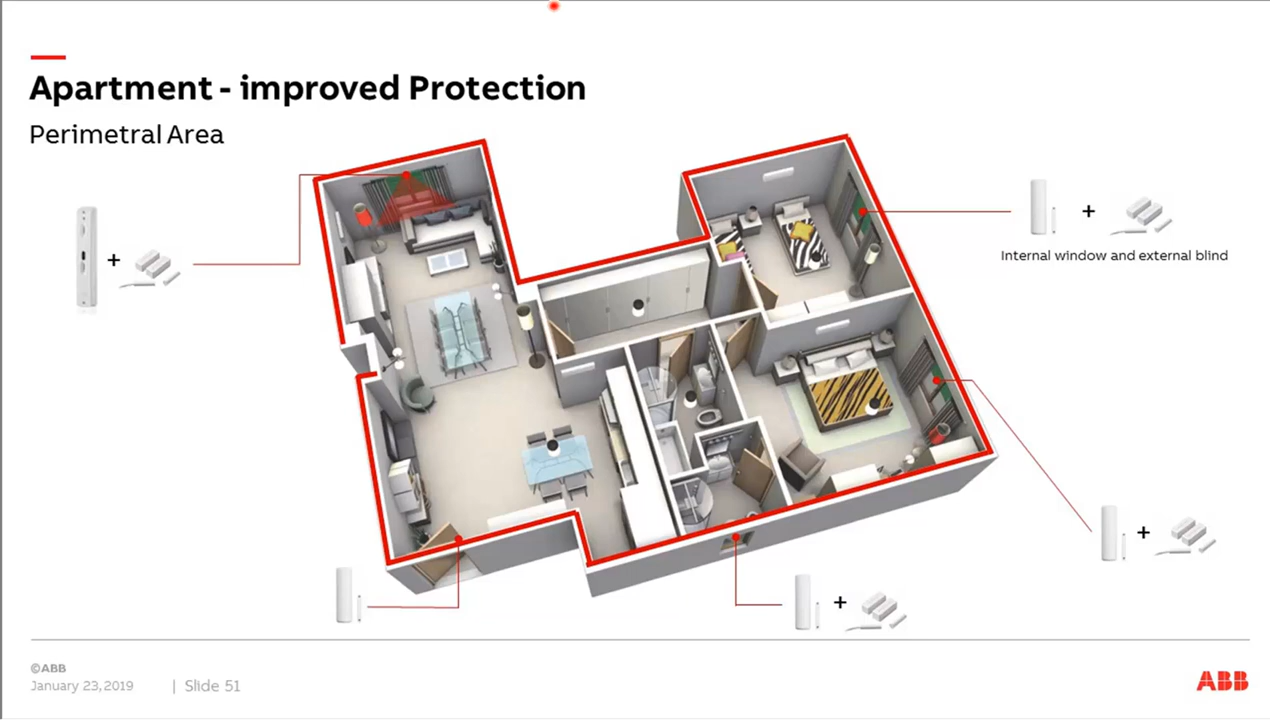 Apartment - improved Protection
Perimetral Area
+
+
Internal window and external blind
+
+
©ABB
January 23, 2019 | Slide 51
ABB